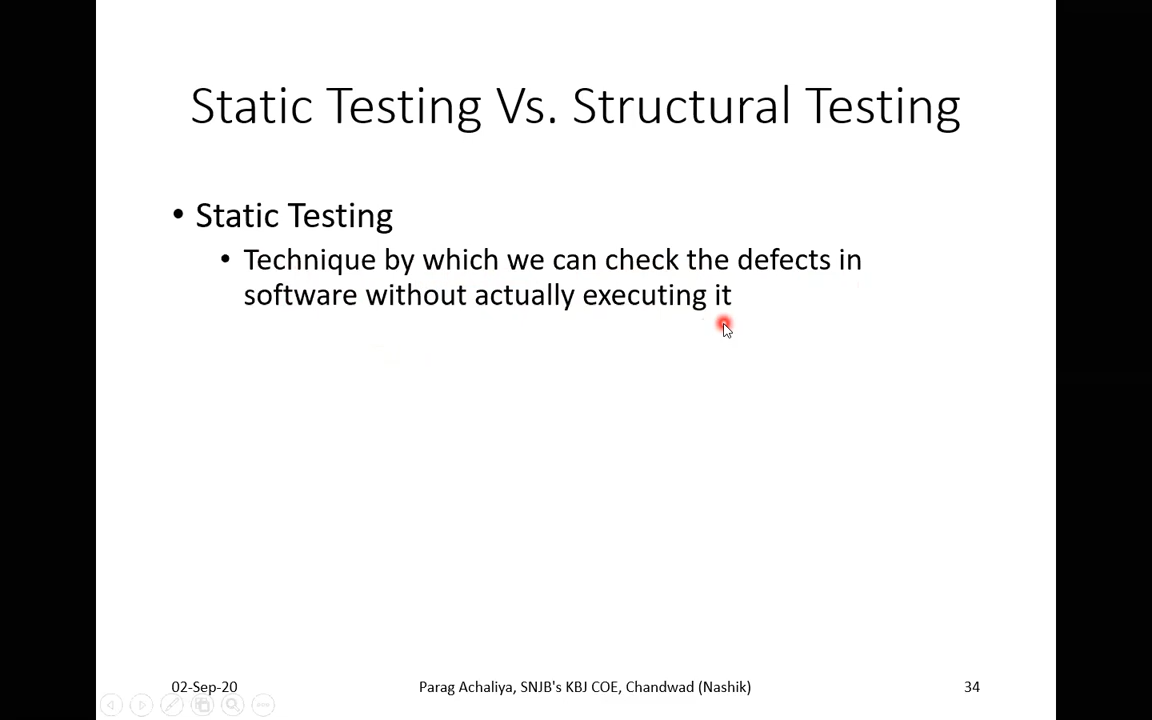 Static Testing Vs. Structural Testing
• Static Testing
• Technique by which we can check the defects in
software without actually executing it
02-Sep-20
Parag Achaliya, SNJB's KBJ COE, Chandwad (Nashik)
34